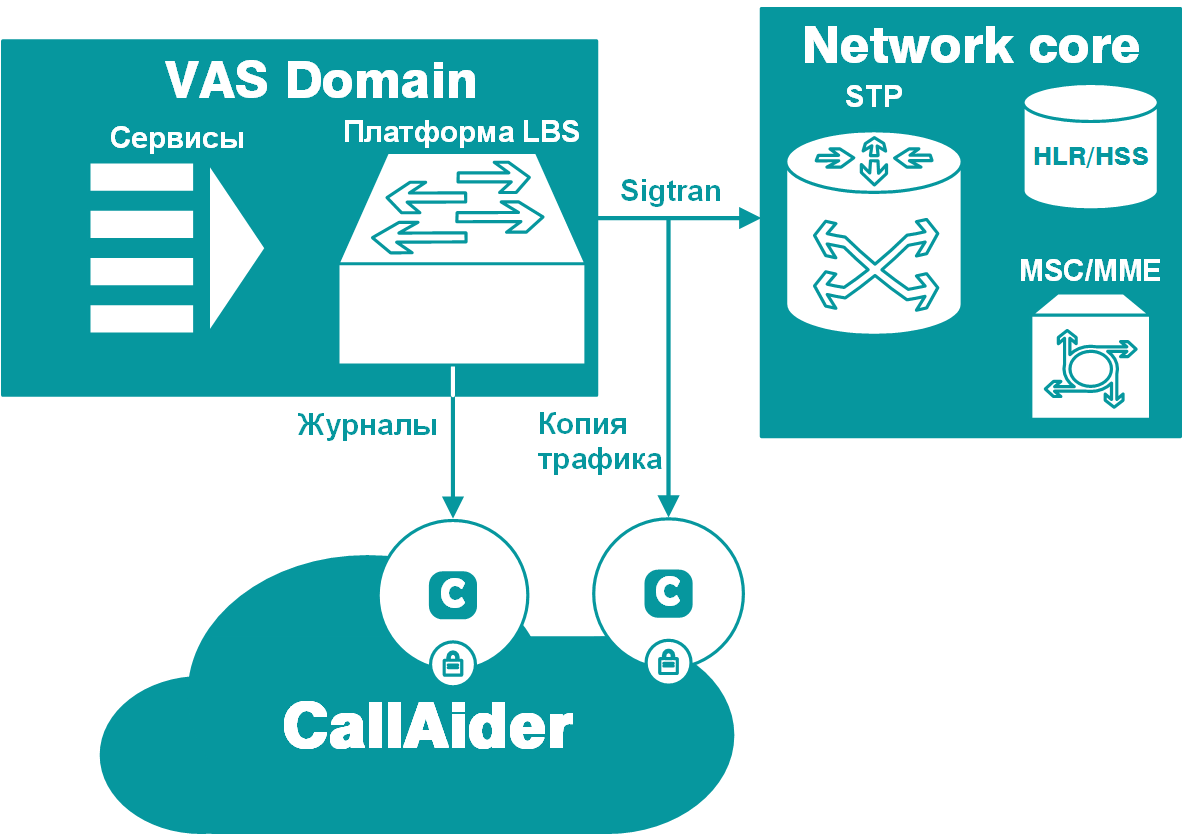 VAS Domain
Сервисы
Платформа LBS
Sigtran
Network core
STP
HLR/HSS
MSC/MME
Журналы
Копия
трафика
C
C
CallAider